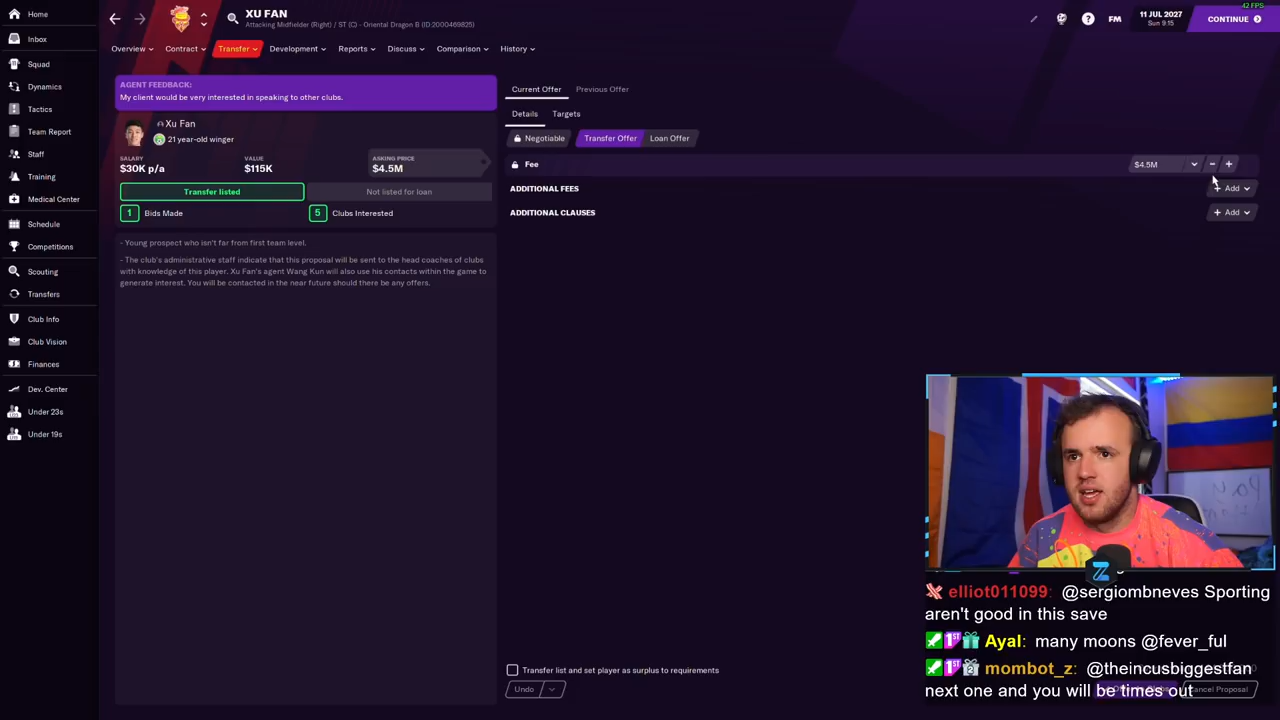 42 FPS
XU FAN
Attacking Midfielder (Right) / ST (C) - Oriental Dragon B (ID:2000469825)
FM
11 JUL 2027
Sun 9:15
CONTINUE
Home
Inbox
Squad
Dynamics
Tactics
Team Report
Staff
Training
Medical Center
Schedule
Competitions
Scouting
Transfers
Club Info
Club Vision
Finances
Dev. Center
Under 23s
Under 19s
Overview
Contract
Transfer
Development
Reports
Discuss
Comparison
History
AGENT FEEDBACK:
My client would be very interested in speaking to other clubs.
Xu Fan
21 year-old winger
SALARY
$30K p/a
VALUE
$115K
ASKING PRICE
$4.5M
Transfer listed
Not listed for loan
1 Bids Made
5 Clubs Interested
- Young prospect who isn't far from first team level.
- The club's administrative staff indicate that this proposal will be sent to the head coaches of clubs
with knowledge of this player. Xu Fan's agent Wang Kun will also use his contacts within the game to
generate interest. You will be contacted in the near future should there be any offers.
Current Offer
Previous Offer
Details
Targets
Negotiable
Transfer Offer
Loan Offer
Fee
$4.5M
ADDITIONAL FEES
Add
ADDITIONAL CLAUSES
Add
Transfer list and set player as surplus to requirements
Undo
Cancel Proposal
elliot011099: @sergiombneves Sporting
aren't good in this save
Ayal: many moons @fever_ful
mombot_z: @theincusbiggestfan
next one and you will be times out